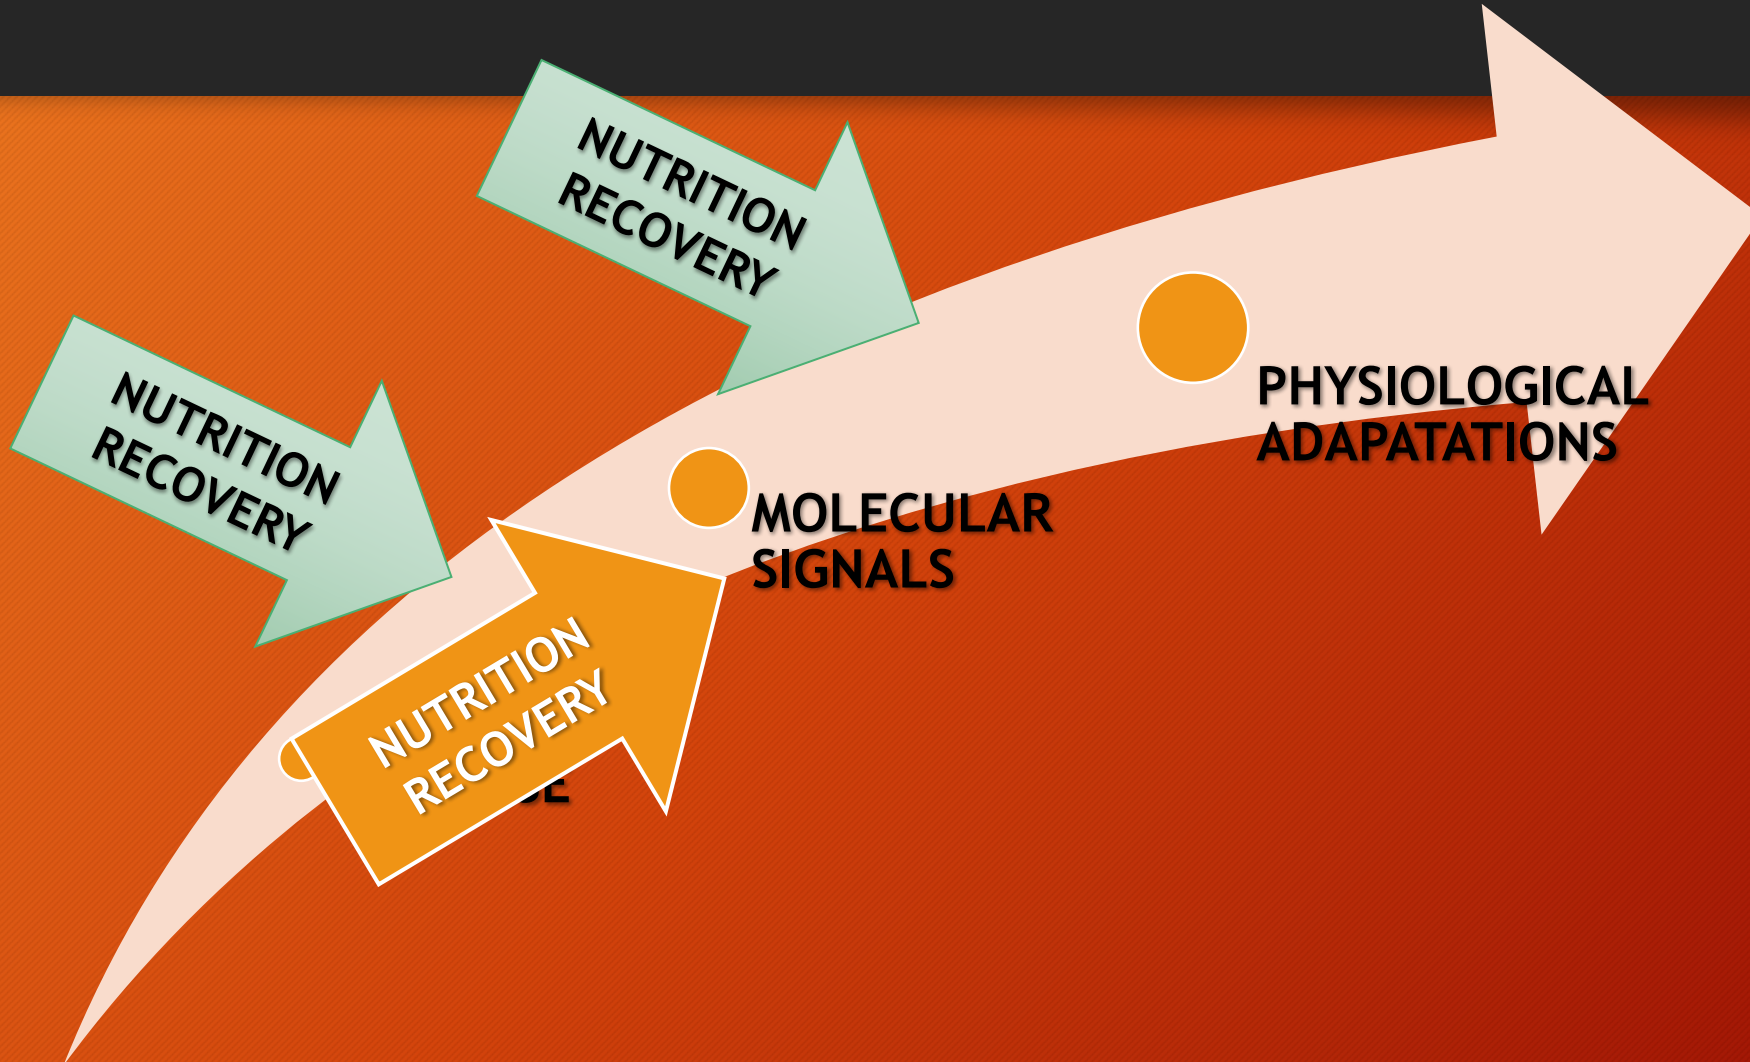 NUTRITION
RECOVERY
NUTRITION
RECOVERY
PHYSIOLOGICAL
ADAPATATIONS
MOLECULAR
SIGNALS
NUTRITION
RECOVERY